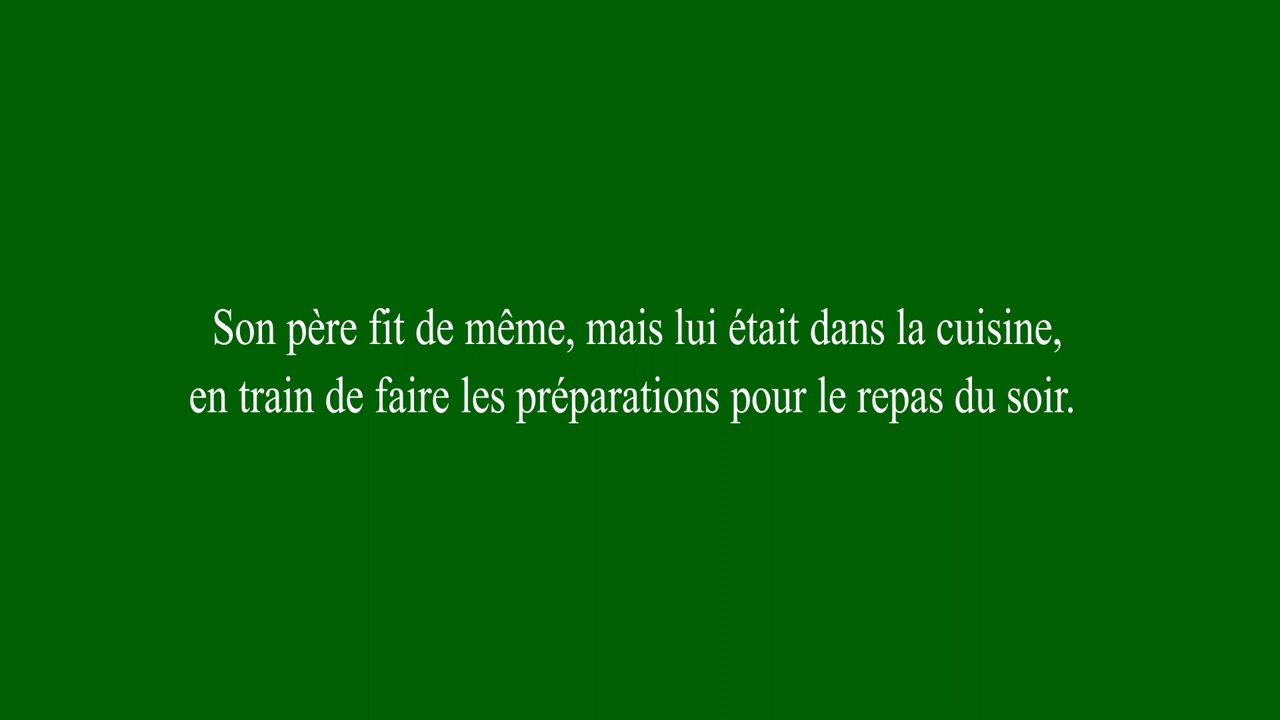 Son père fit de même, mais lui était dans la cuisine,
en train de faire les préparations pour le repas du soir.